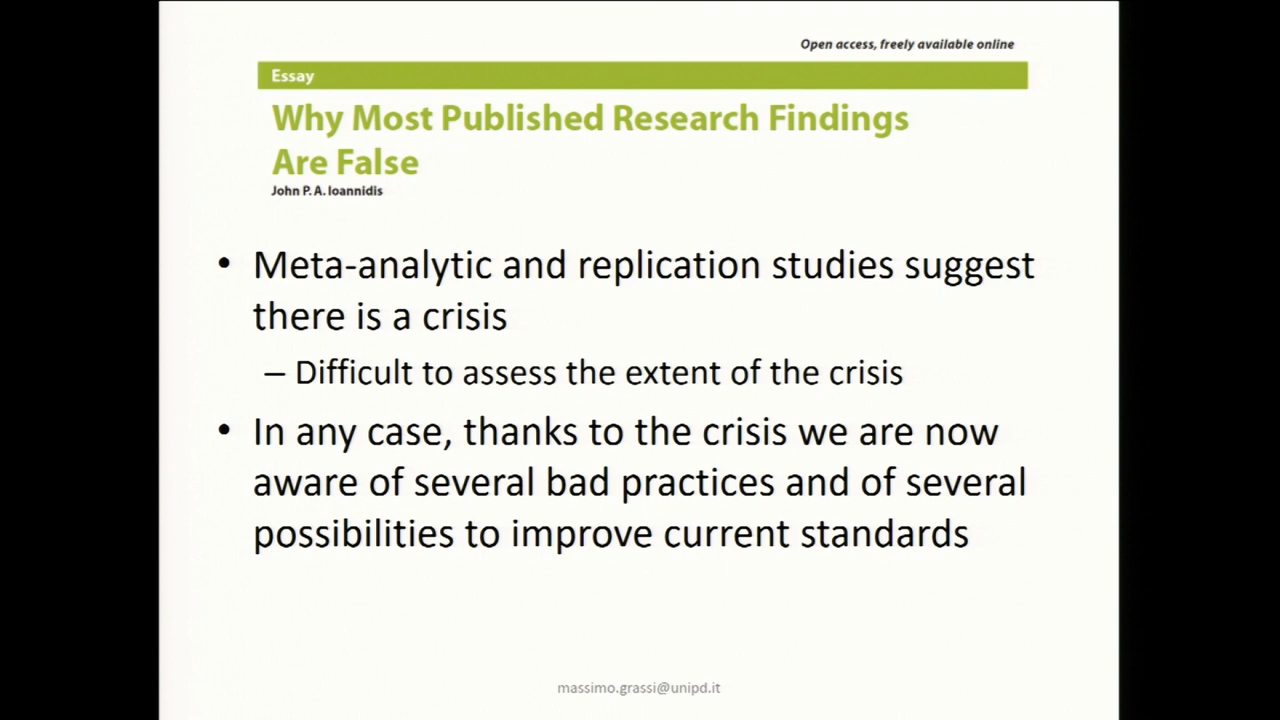 Open access, freely available online
Essay
Why Most Published Research Findings
Are False
John P. A. Ioannidis
• Meta-analytic and replication studies suggest
there is a crisis
– Difficult to assess the extent of the crisis
• In any case, thanks to the crisis we are now
aware of several bad practices and of several
possibilities to improve current standards
massimo.grassi@unipd.it